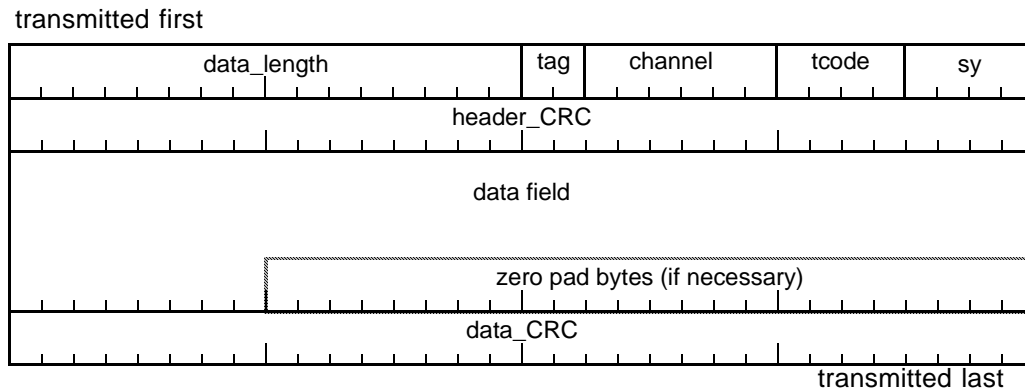 transmitted first
data_length tag channel tcode sy
header_CRC
data field
zero pad bytes (if necessary)
data_CRC
transmitted last